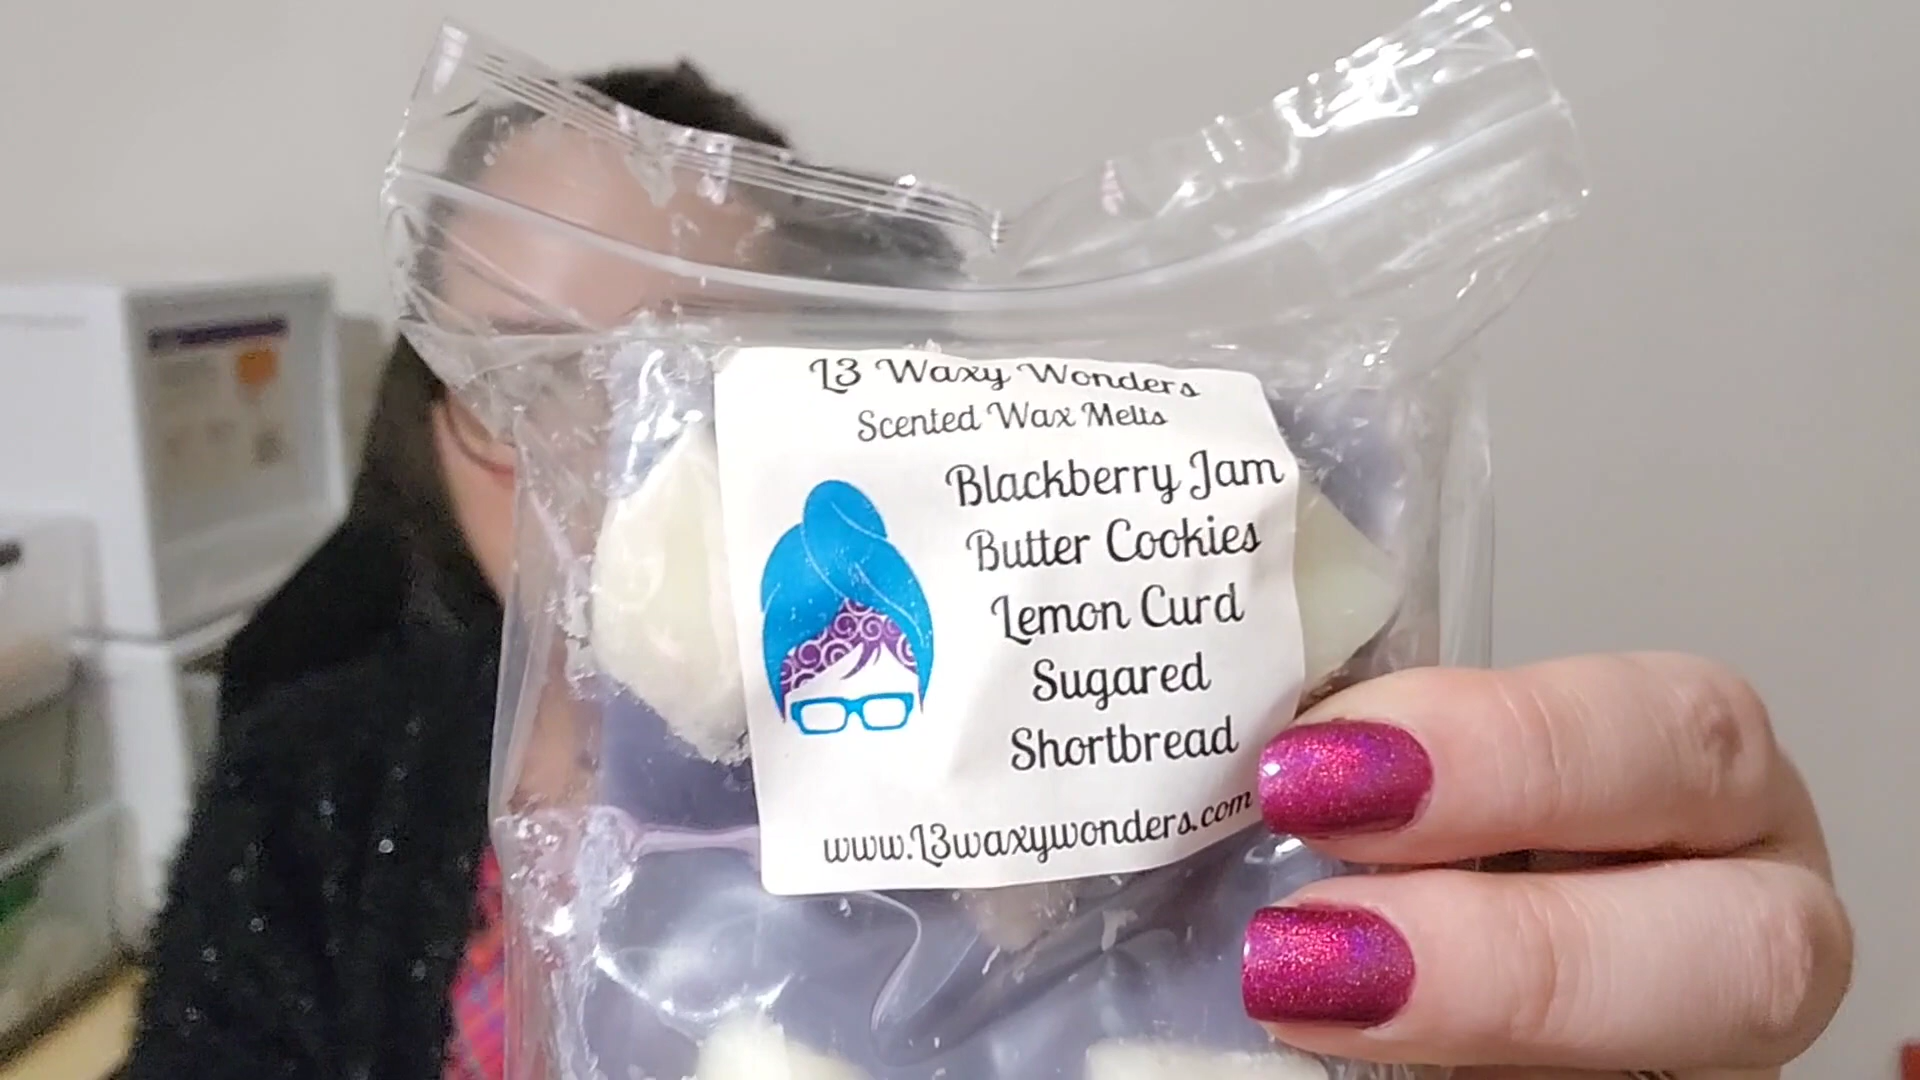 L3 Waxy Wonders
Scented Wax Melts
Blackberry Jam
Butter Cookies
Lemon Curd
Sugared
Shortbread
www.L3waxywonders.com